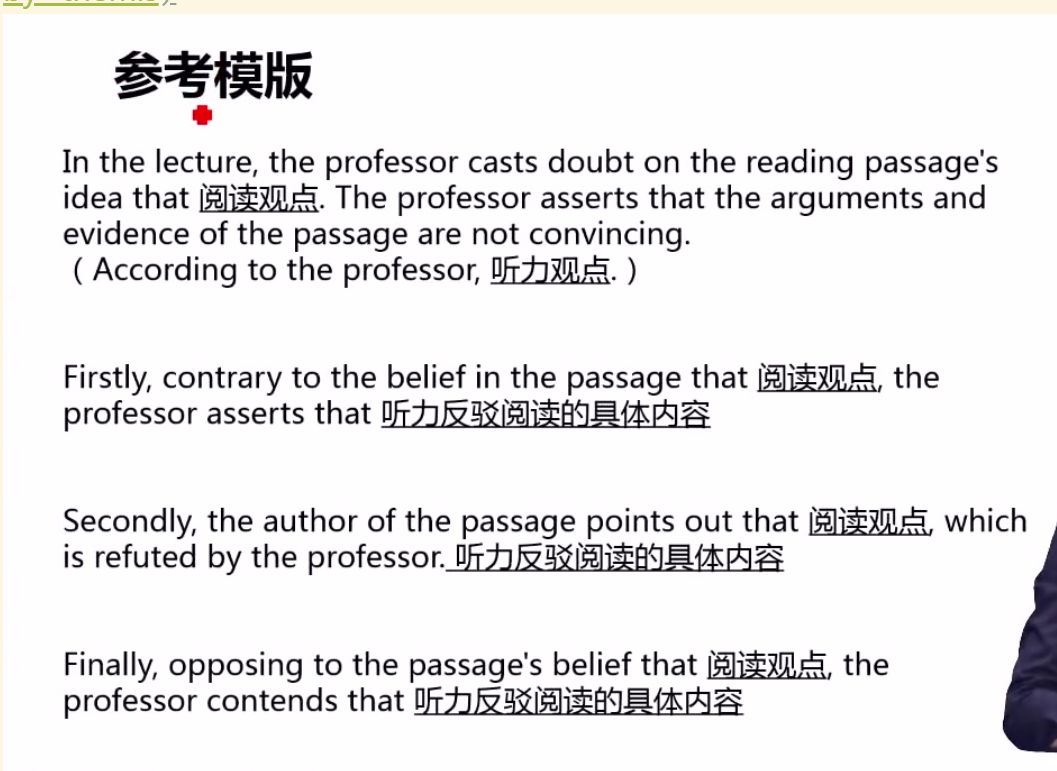 参考模版
In the lecture, the professor casts doubt on the reading passage's
idea that 阅读观点. The professor asserts that the arguments and
evidence of the passage are not convincing.
( According to the professor, 听力观点. )
Firstly, contrary to the belief in the passage that 阅读观点, the
professor asserts that 听力反驳阅读的具体内容
Secondly, the author of the passage points out that 阅读观点, which
is refuted by the professor. 听力反驳阅读的具体内容
Finally, opposing to the passage's belief that 阅读观点, the
professor contends that 听力反驳阅读的具体内容